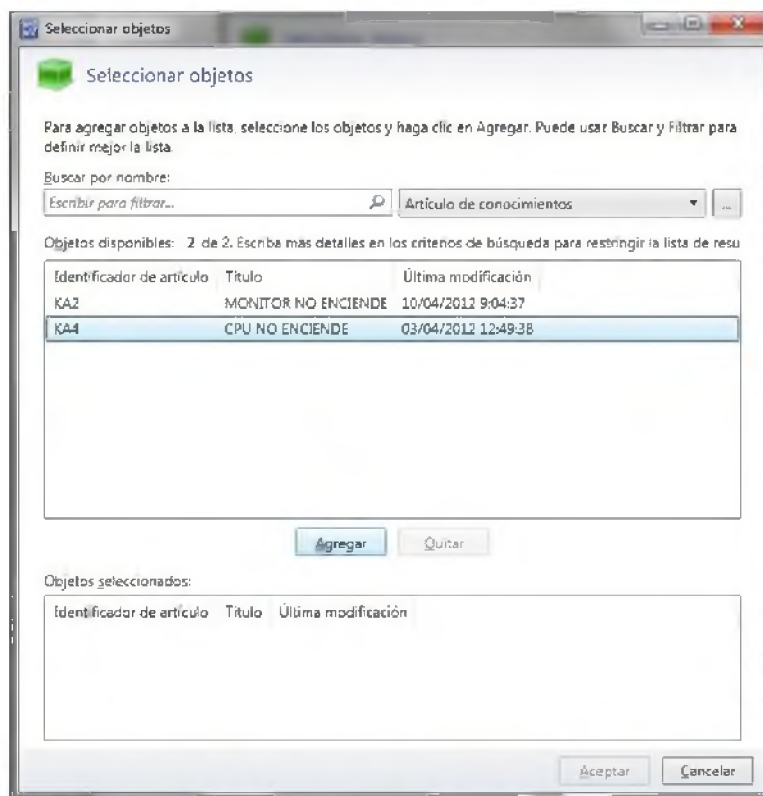 Seleccionar objetos
Seleccionar objetos
Para agregar objetos a la lista, seleccione los objetos y haga clic en Agregar. Puede usar Buscar y Filtrar para
definir mejor la lista.
Buscar por nombre:
Escribir para filtrar...
Artículo de conocimientos
...
Objetos disponibles: 2 de 2. Escriba más detalles en los criterios de búsqueda para restringir la lista de resu
Identificador de artículo Título Última modificación
KA2 MONITOR NO ENCIENDE 10/04/2012 9:04:37
KA4 CPU NO ENCIENDE 03/04/2012 12:49:38
Agregar Quitar
Objetos seleccionados:
Identificador de artículo Título Última modificación
Aceptar Cancelar